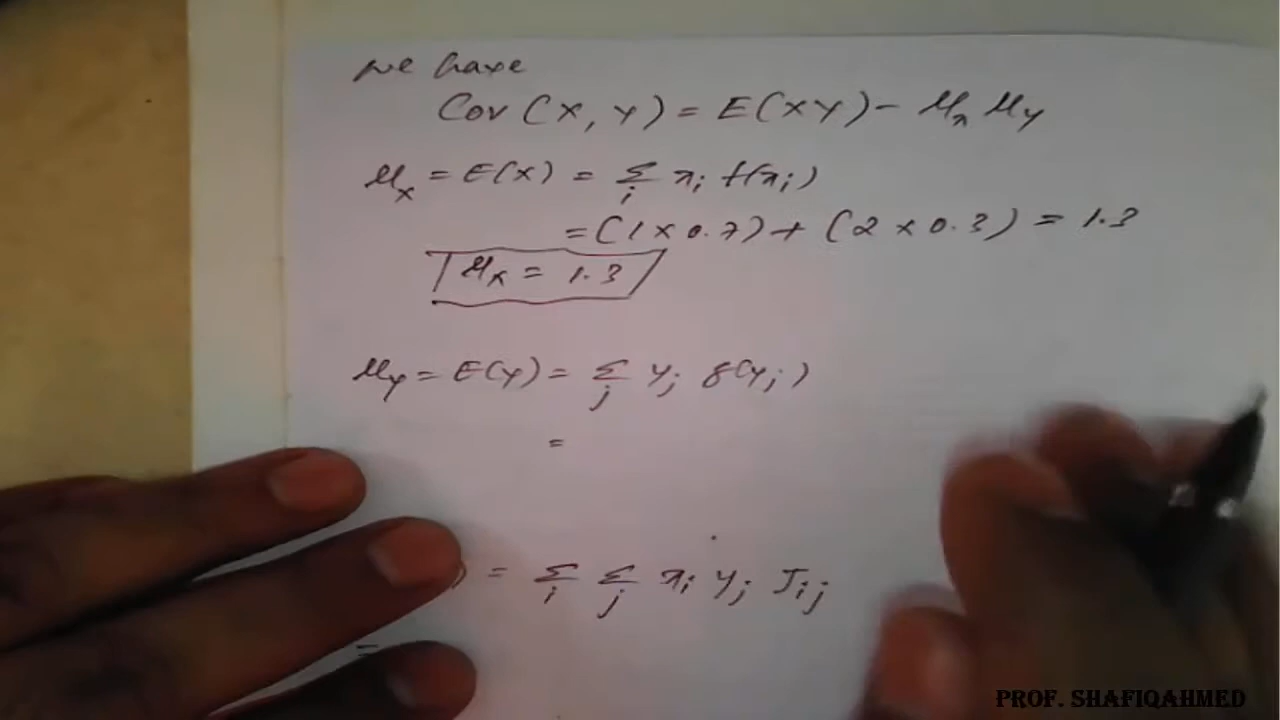 we have
Cov (X, Y) = E(XY) - μx μy
μx = E(X) = Σi xi f(xi)
= (1 x 0.7) + (2 x 0.3) = 1.3
μx = 1.3
μy = E(Y) = Σj yj g(yj)
=
) = Σi Σj xi yj Jij
=
PROF. SHAFIQAHMED